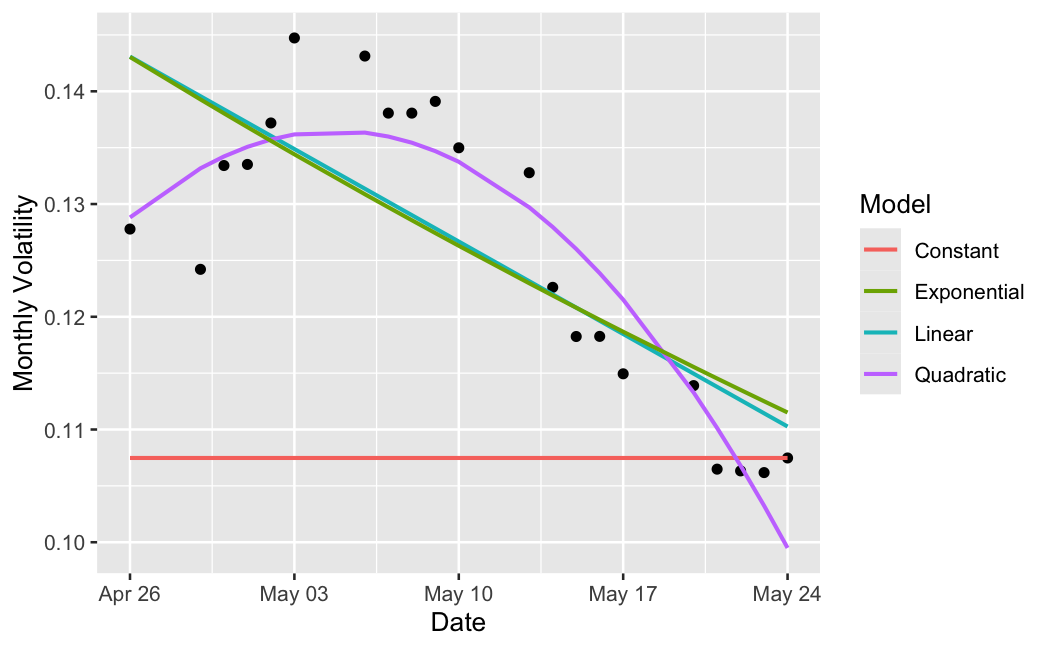 0.14
0.13
0.12
0.11
0.10
Monthly Volatility
Apr 26
May 03
May 10
May 17
May 24
Date
Model
Constant
Exponential
Linear
Quadratic